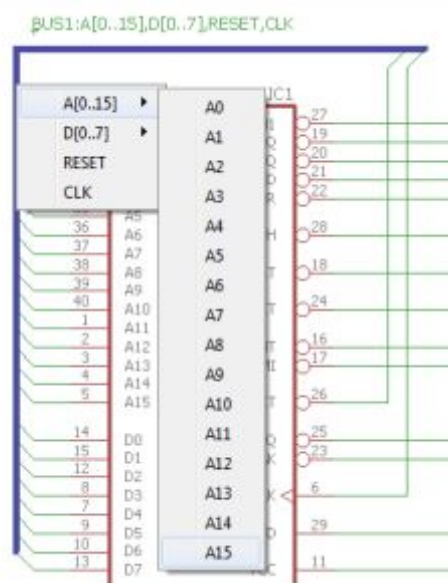 BUS1:A[0..15],D[0..7],RESET,CLK
A[0..15]
D[0..7]
RESET
CLK
A0
A1
A2
A3
A4
A5
A6
A7
A8
A9
A10
A11
A12
A13
A14
A15
A5
36 A6
37 A7
38 A8
39 A9
40 A10
1 A11
2 A12
3 A13
4 A14
5 A15
14 D0
15 D1
12 D2
8 D3
7 D4
9 D5
10 D6
13 D7
27
19
20
21
22
28
18
24
16
17
26
25
23
6
29
11